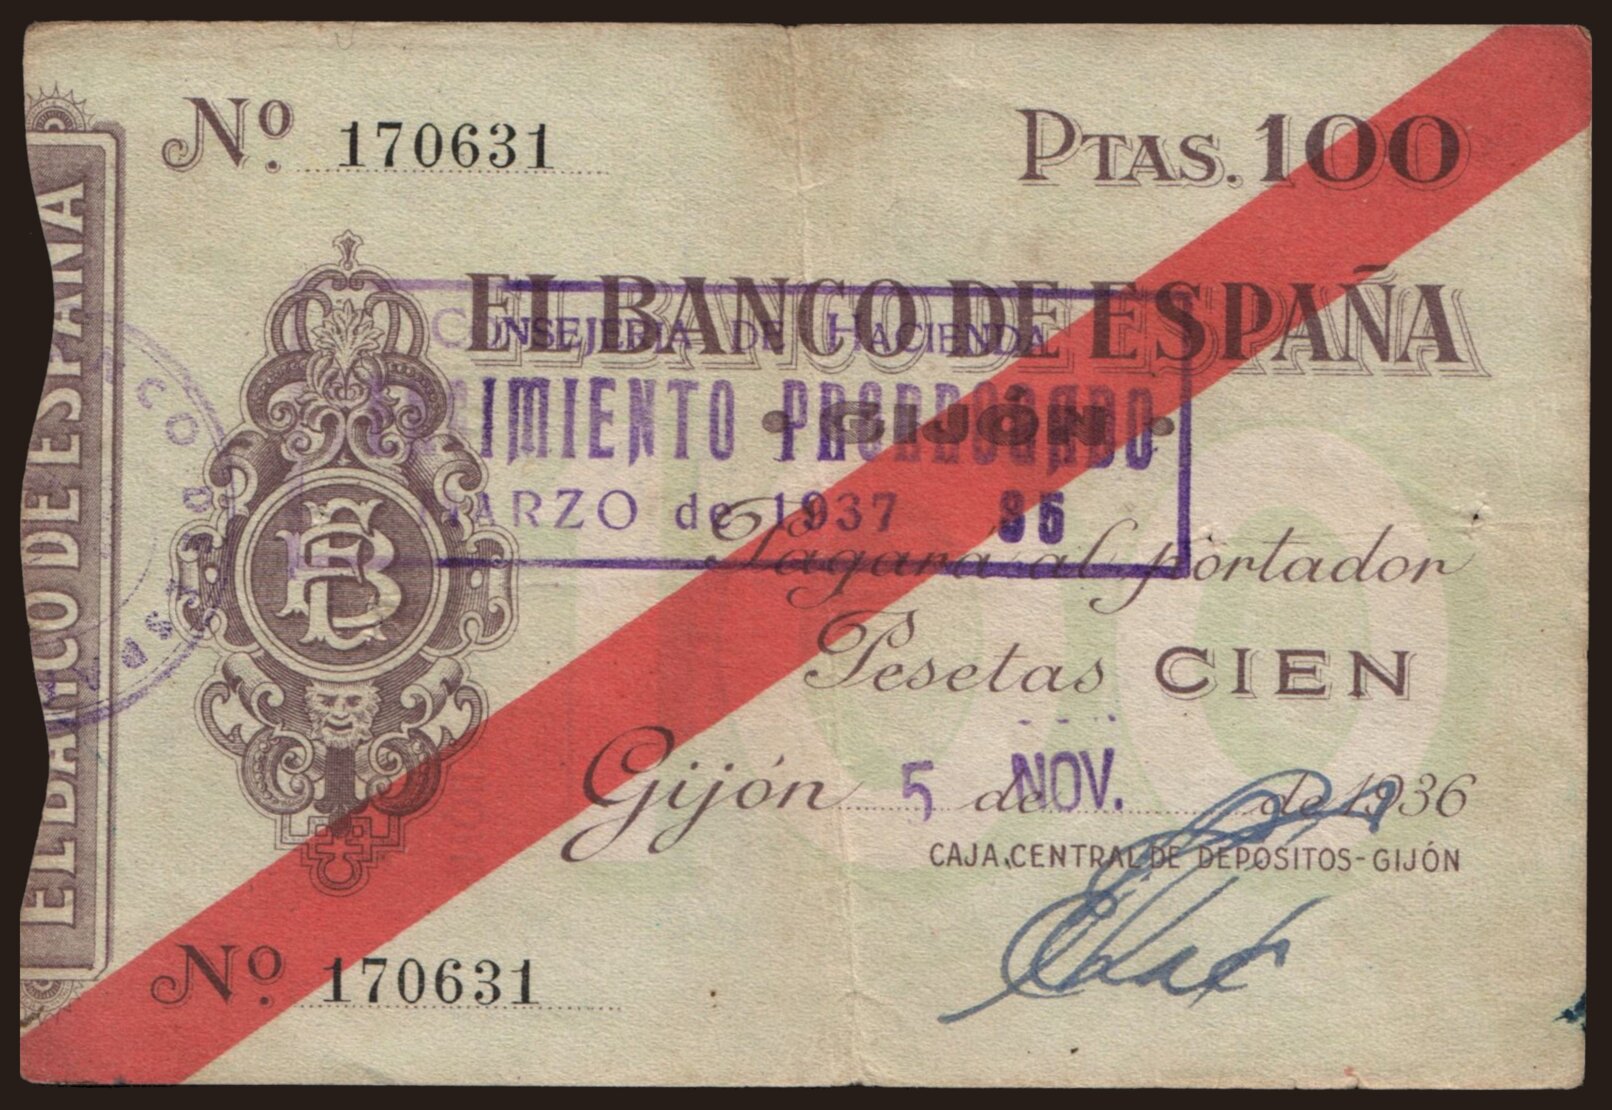 Nº. 170631
PTAS. 100
EL BANCO DE ESPAÑA
EL BANCO DE ESPAÑA
CONSEJERIA DE HACIENDA
IMIENTO PRORROGADO
• GIJÓN •
ARZO de 1937 86
Pagará al portador
Pesetas CIEN
Gijón 5 de NOV. de 1936
CAJA CENTRAL DE DEPOSITOS-GIJÓN
Nº. 170631